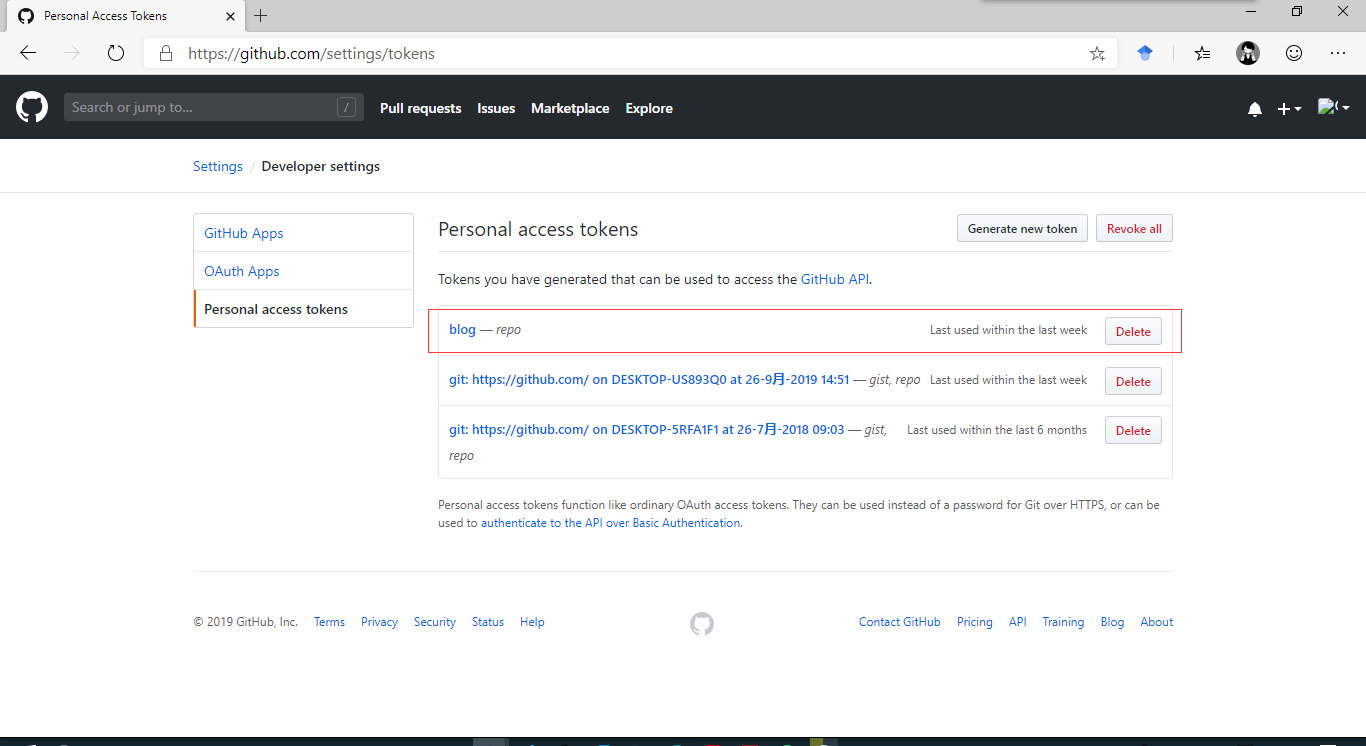 Personal Access Tokens
https://github.com/settings/tokens
Search or jump to... /
Pull requests Issues Marketplace Explore
Settings / Developer settings
GitHub Apps
OAuth Apps
Personal access tokens
Personal access tokens
Generate new token Revoke all
Tokens you have generated that can be used to access the GitHub API.
blog — repo Last used within the last week Delete
git: https://github.com/ on DESKTOP-US893Q0 at 26-9月-2019 14:51 — gist, repo Last used within the last week Delete
git: https://github.com/ on DESKTOP-5RFA1F1 at 26-7月-2018 09:03 — gist, Last used within the last 6 months Delete
repo
Personal access tokens function like ordinary OAuth access tokens. They can be used instead of a password for Git over HTTPS, or can be
used to authenticate to the API over Basic Authentication.
© 2019 GitHub, Inc. Terms Privacy Security Status Help Contact GitHub Pricing API Training Blog About